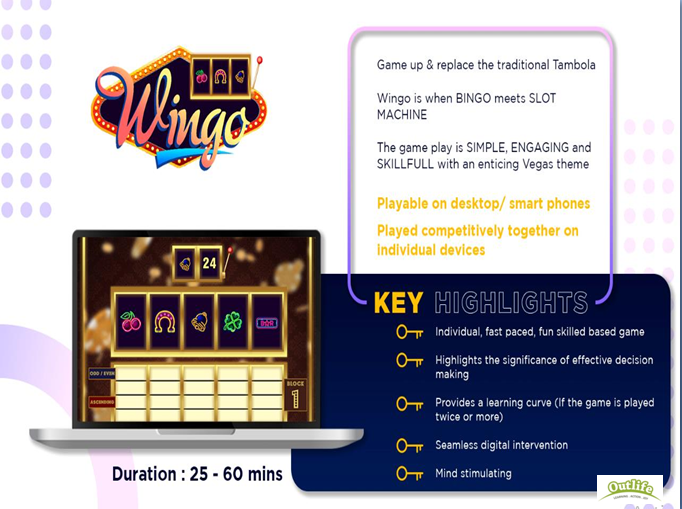 Wingo
Game up & replace the traditional Tambola
Wingo is when BINGO meets SLOT
MACHINE
The game play is SIMPLE, ENGAGING and
SKILLFULL with an enticing Vegas theme
Playable on desktop/ smart phones
Played competitively together on
individual devices
24
ODD / EVEN
ASCENDING
BLOCK
1
Duration : 25 - 60 mins
KEY HIGHLIGHTS
Individual, fast paced, fun skilled based game
Highlights the significance of effective decision
making
Provides a learning curve (If the game is played
twice or more)
Seamless digital intervention
Mind stimulating
Outlife